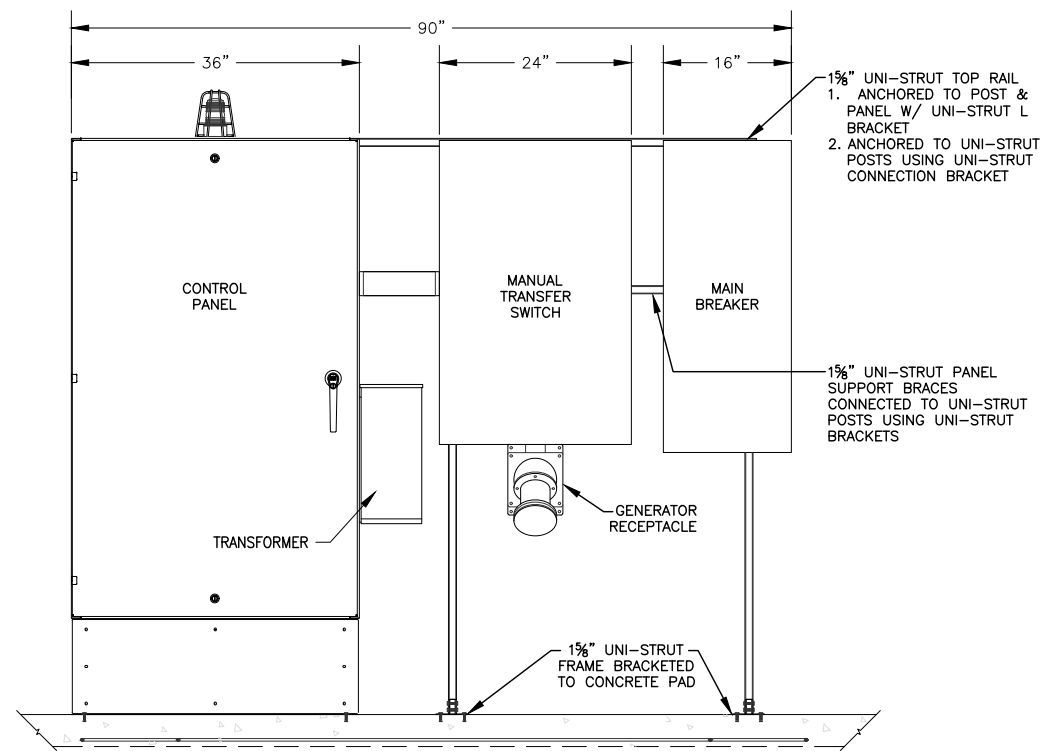 90"
36"
24"
16"
1⅝" UNI-STRUT TOP RAIL
1. ANCHORED TO POST &
PANEL W/ UNI-STRUT L
BRACKET
2. ANCHORED TO UNI-STRUT
POSTS USING UNI-STRUT
CONNECTION BRACKET
CONTROL
PANEL
MANUAL
TRANSFER
SWITCH
MAIN
BREAKER
1⅝" UNI-STRUT PANEL
SUPPORT BRACES
CONNECTED TO UNI-STRUT
POSTS USING UNI-STRUT
BRACKETS
GENERATOR
RECEPTACLE
TRANSFORMER
1⅝" UNI-STRUT
FRAME BRACKETED
TO CONCRETE PAD